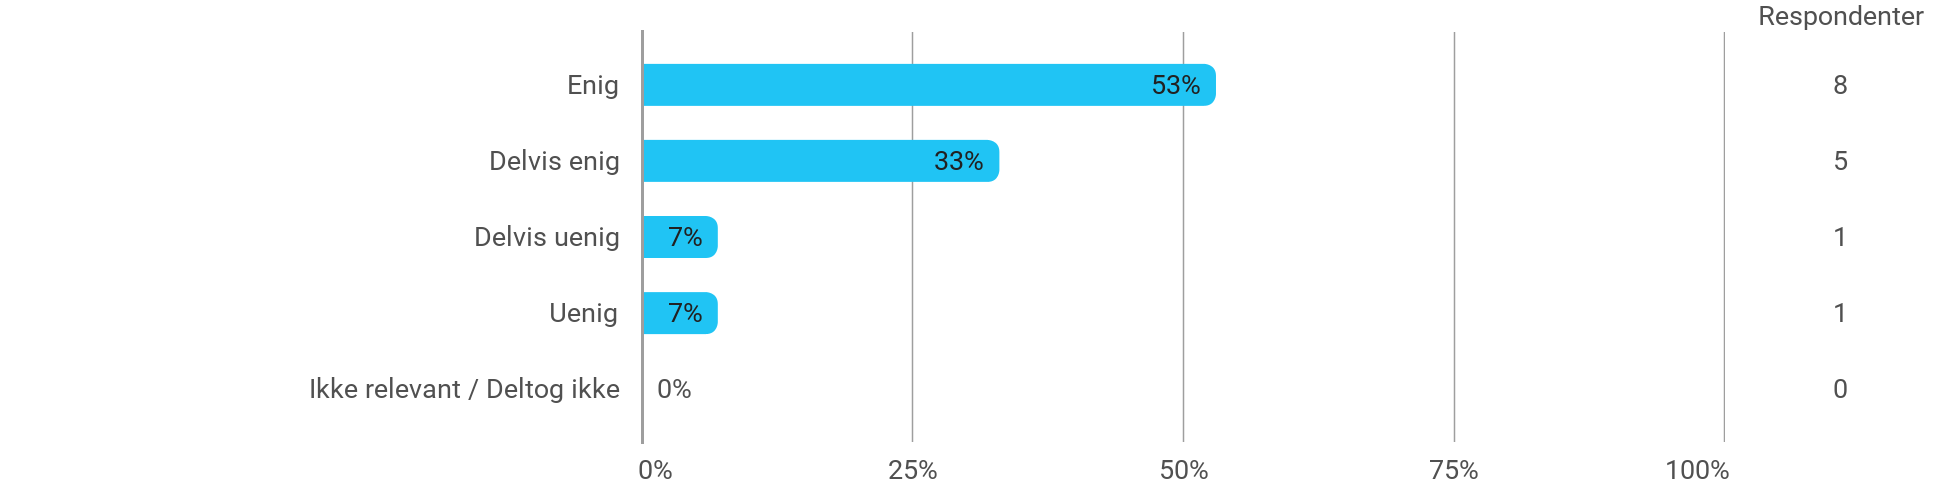 Respondenter
Enig 53% 8
Delvis enig 33% 5
Delvis uenig 7% 1
Uenig 7% 1
Ikke relevant / Deltog ikke 0% 0
0% 25% 50% 75% 100%